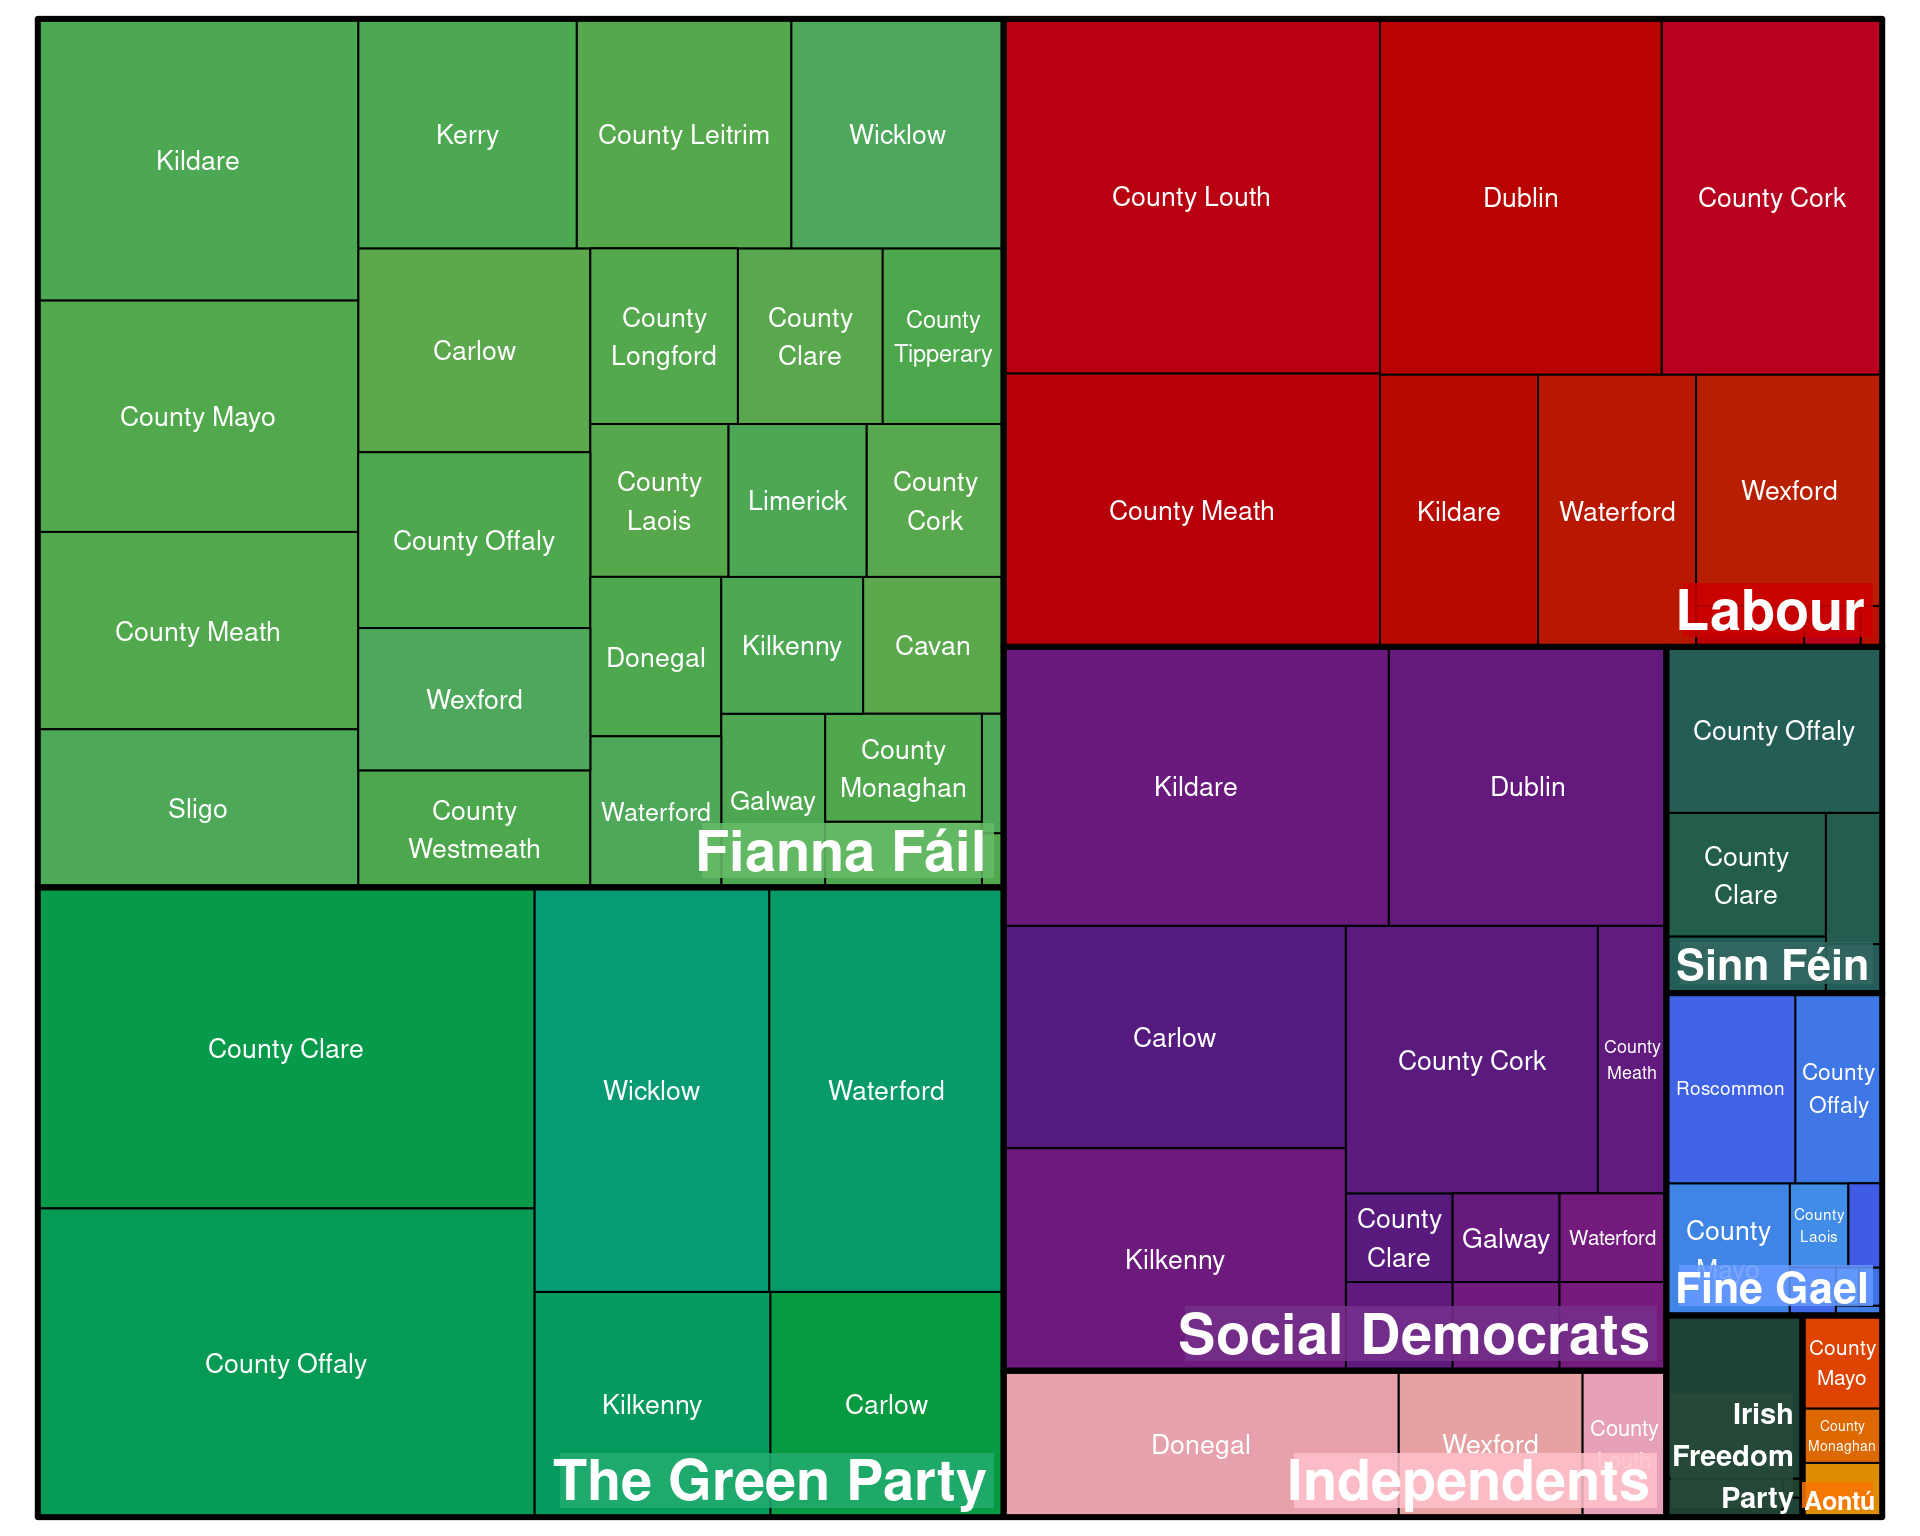 Kildare
County Mayo
County Meath
Sligo
Kerry
County Leitrim
Wicklow
Carlow
County
Longford
County
Clare
County
Tipperary
County Offaly
County
Laois
Limerick
County
Cork
Wexford
Donegal
Kilkenny
Cavan
County
Westmeath
Waterford
Galway
County
Monaghan
Fianna Fáil
County Clare
County Offaly
Wicklow
Waterford
Kilkenny
Carlow
The Green Party
County Louth
Dublin
County Cork
County Meath
Kildare
Waterford
Wexford
Labour
Kildare
Dublin
Carlow
County Cork
County
Meath
Kilkenny
County
Clare
Galway
Waterford
Social Democrats
Donegal
Wexford
County
Louth
Independents
County Offaly
County
Clare
Sinn Féin
Roscommon
County
Offaly
County
Mayo
County
Laois
Fine Gael
Irish
Freedom
Party
County
Mayo
County
Monaghan
Aontú